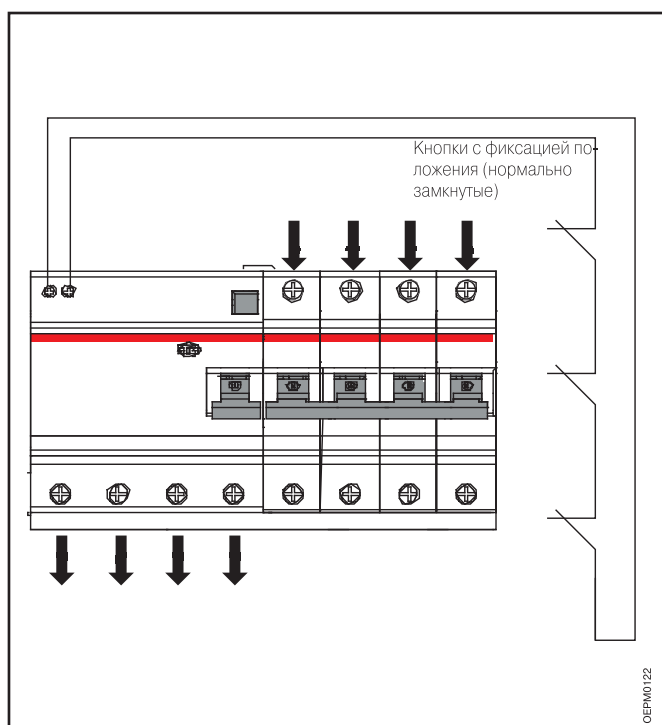 Кнопки с фиксацией по-
ложения (нормально
замкнутые)
OEPM0122